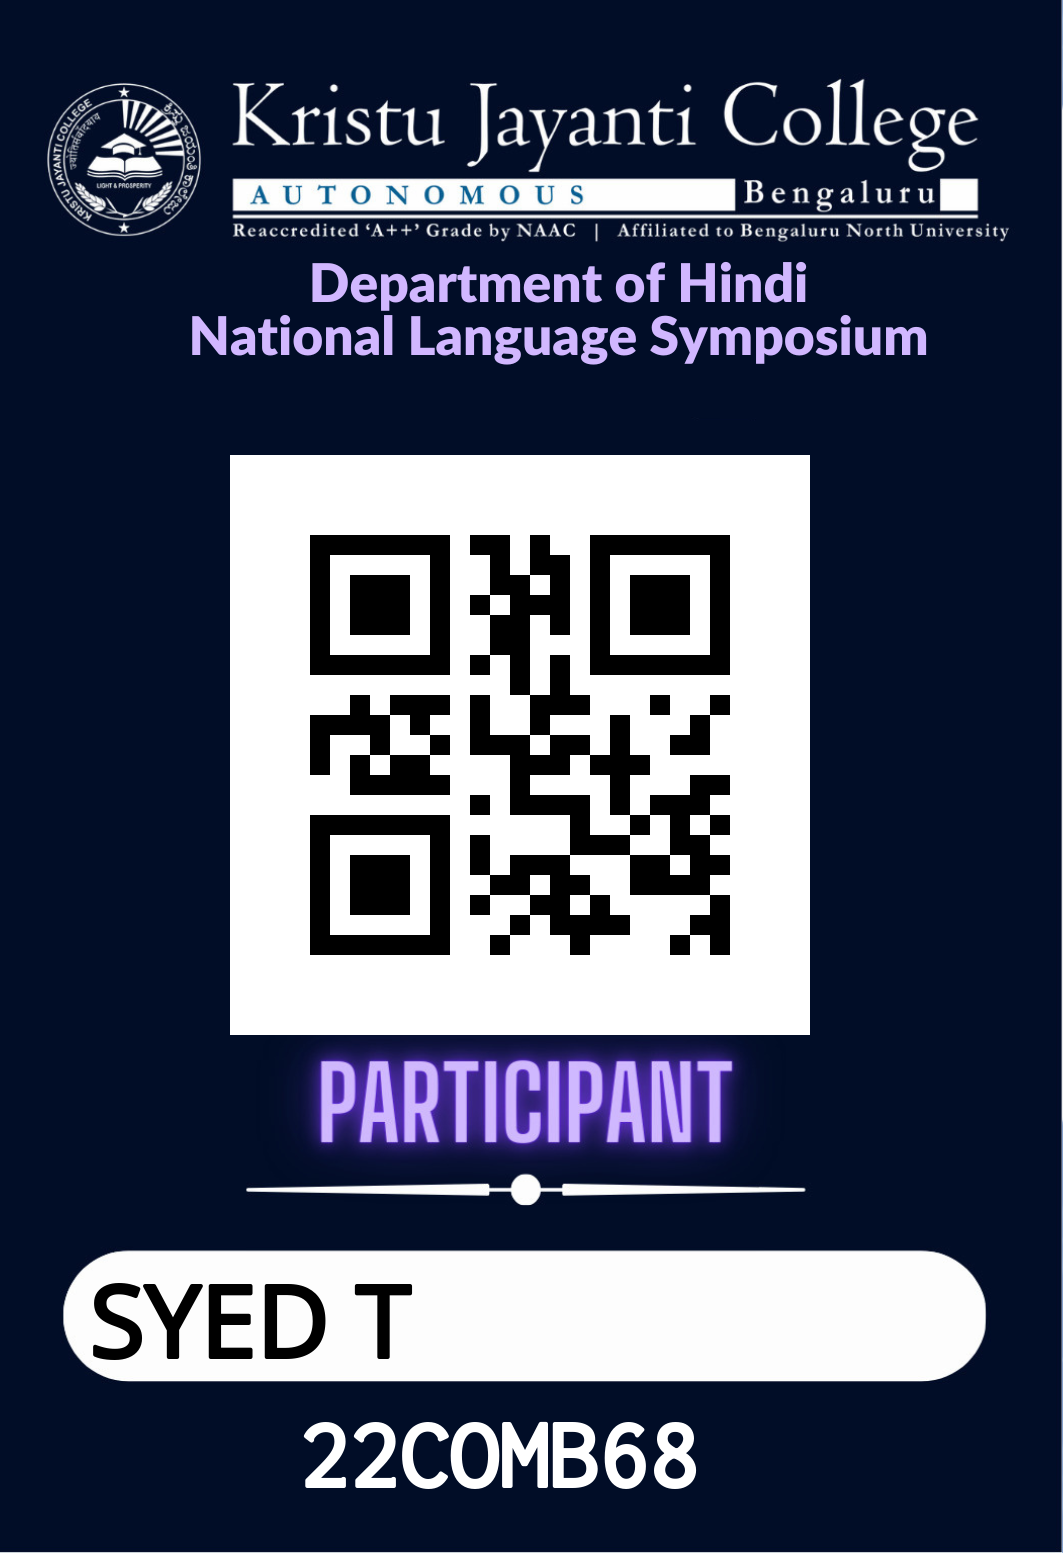 KRISTU JAYANTI COLLEGE
LIGHT & PROSPERITY
Kristu Jayanti College
AUTONOMOUS Bengaluru
Reaccredited ‘A++’ Grade by NAAC | Affiliated to Bengaluru North University
Department of Hindi
National Language Symposium
PARTICIPANT
SYED T
22COMB68